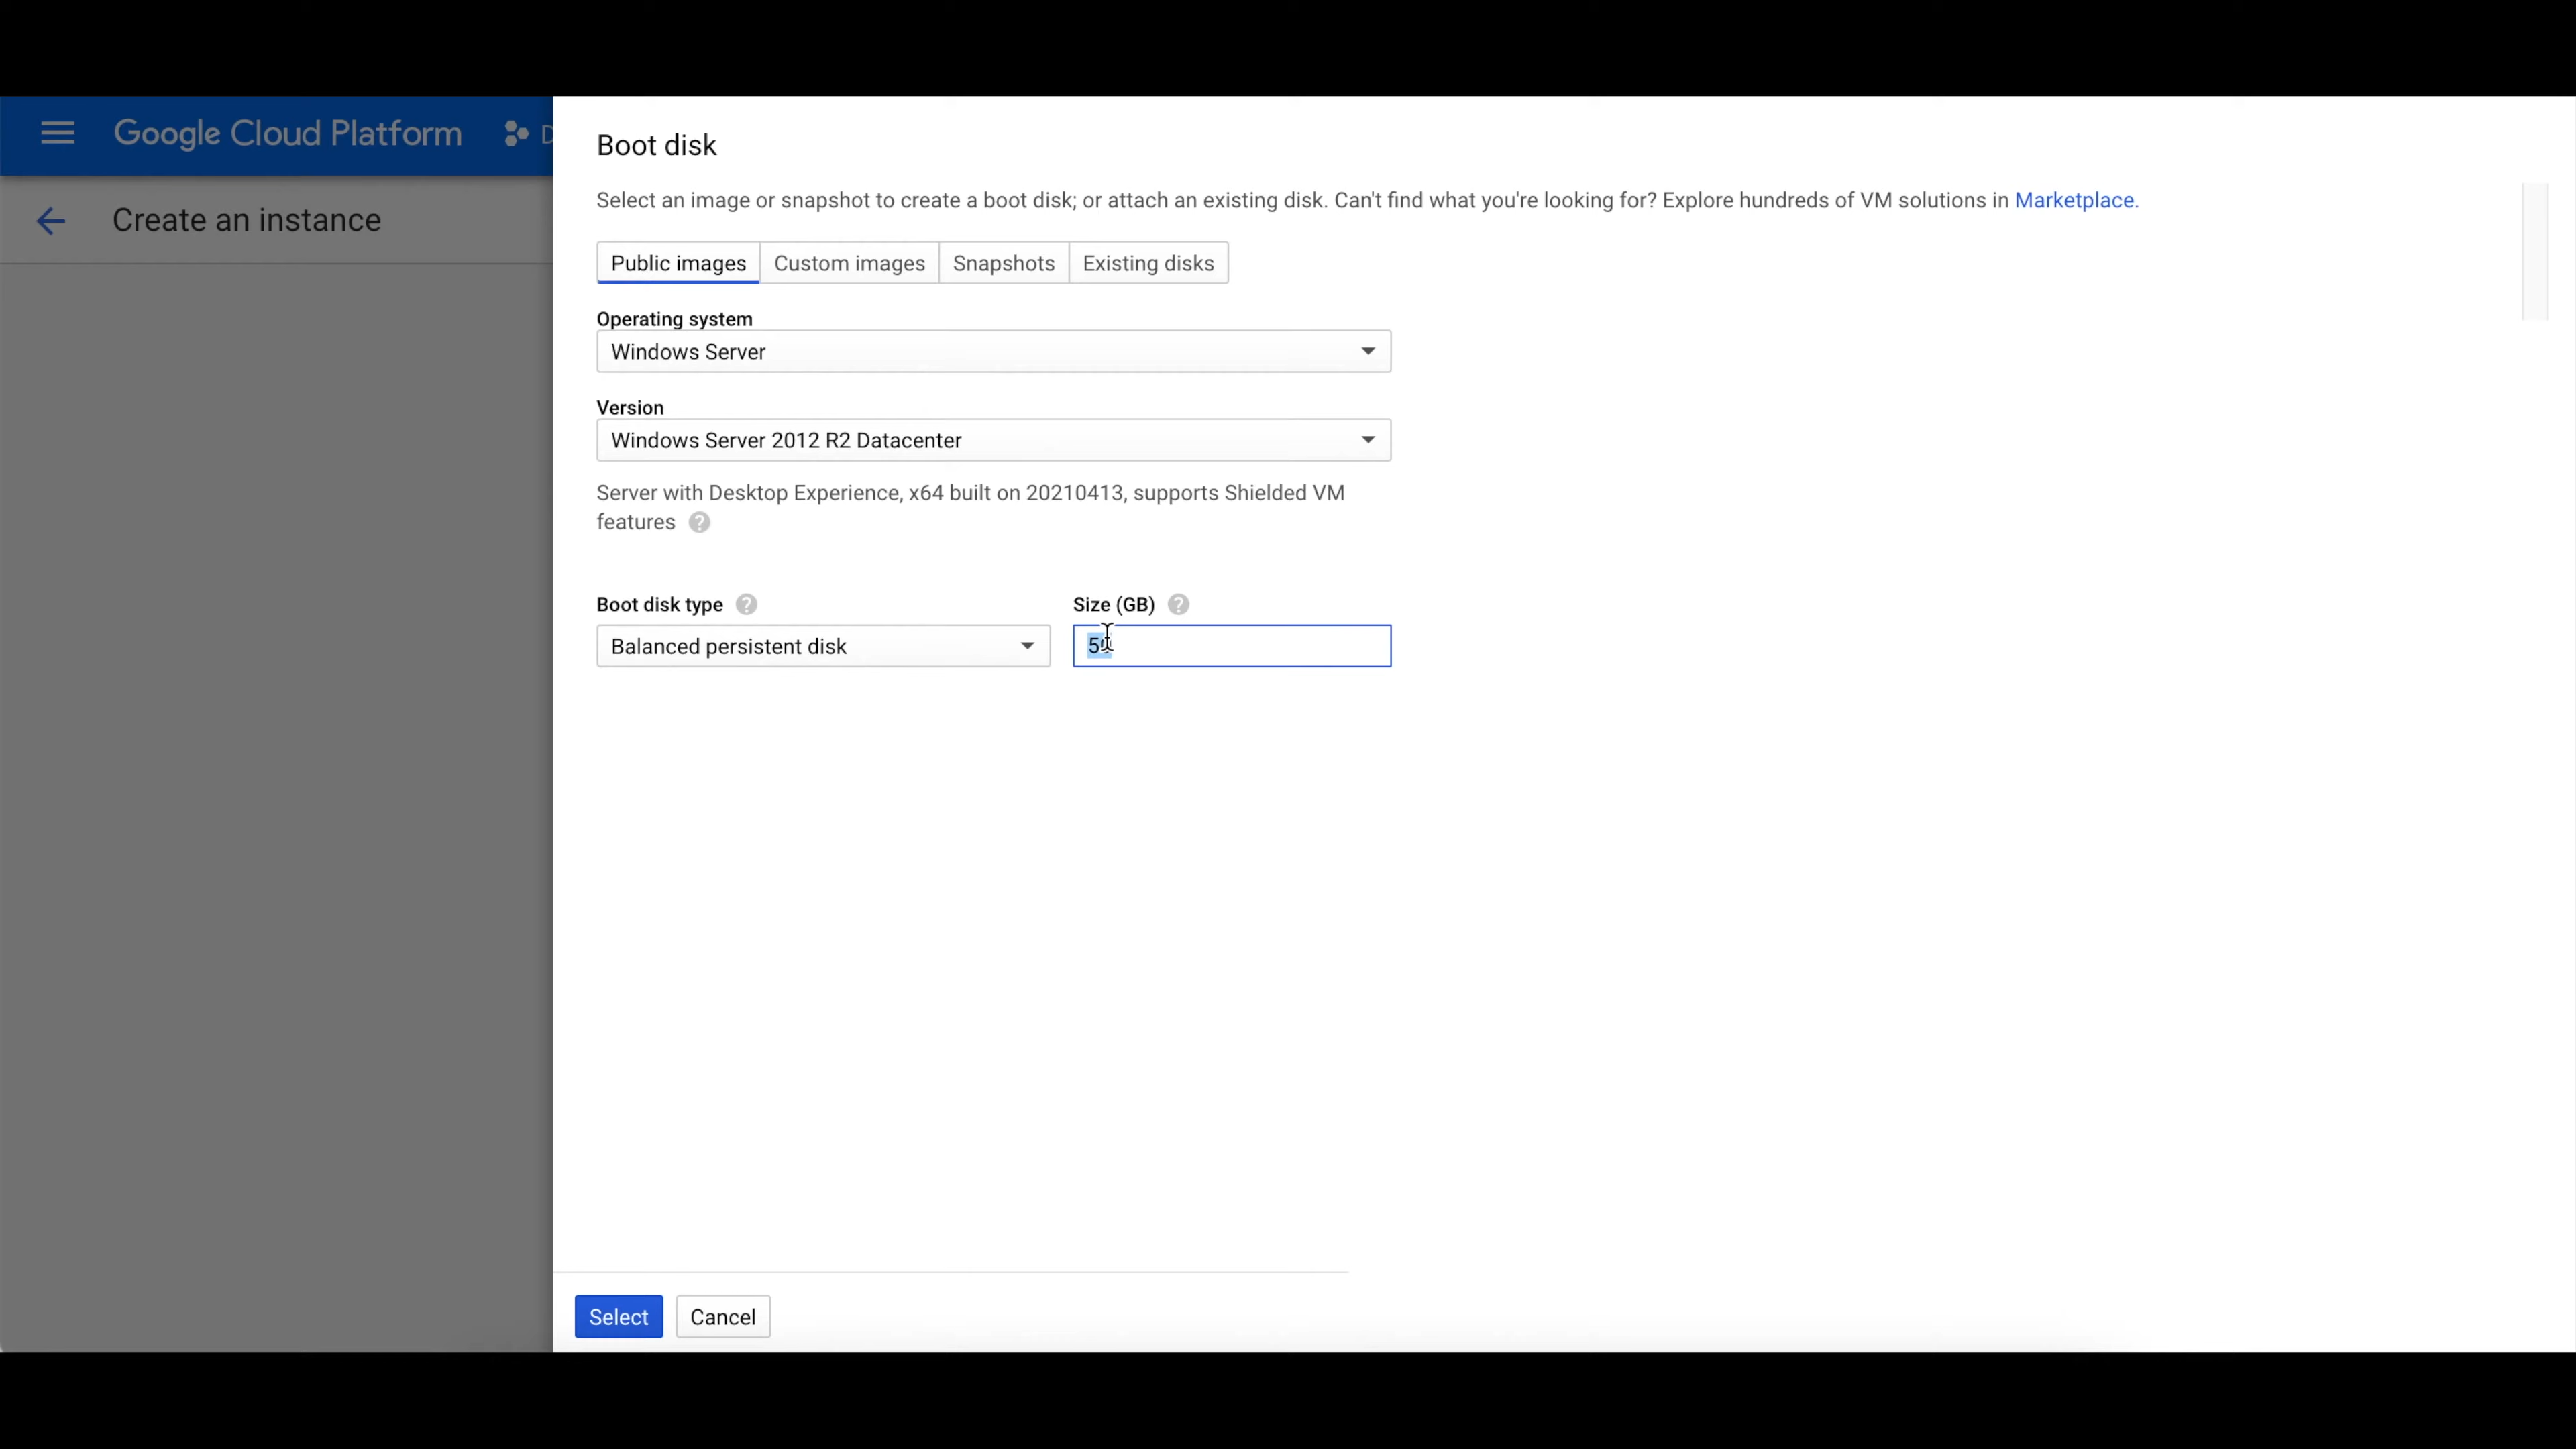 Google Cloud Platform
Create an instance
Boot disk
Select an image or snapshot to create a boot disk; or attach an existing disk. Can't find what you're looking for? Explore hundreds of VM solutions in Marketplace.
Public images
Custom images
Snapshots
Existing disks
Operating system
Windows Server
Version
Windows Server 2012 R2 Datacenter
Server with Desktop Experience, x64 built on 20210413, supports Shielded VM
features ?
Boot disk type ?
Size (GB) ?
Balanced persistent disk
Select
Cancel